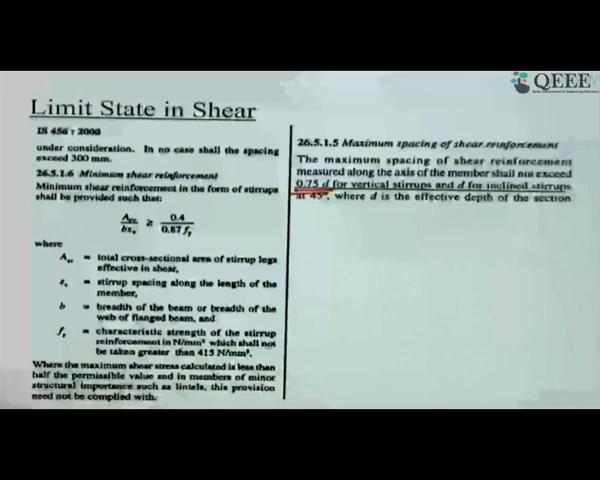 QEEE
Limit State in Shear
IS 456 : 2000
under consideration. In no case shall the spacing
exceed 300 mm.
26.5.1.6 Minimum shear reinforcement
Minimum shear reinforcement in the form of stirrups
shall be provided such that:
Asv / bsv ≥ 0.4 / 0.87 fy
where
Asv = total cross-sectional area of stirrup legs
effective in shear,
sv = stirrup spacing along the length of the
member,
b = breadth of the beam or breadth of the
web of flanged beam, and
fy = characteristic strength of the stirrup
reinforcement in N/mm² which shall not
be taken greater than 415 N/mm².
Where the maximum shear stress calculated is less than
half the permissible value and in members of minor
structural importance such as lintels, this provision
need not be complied with.
26.5.1.5 Maximum spacing of shear reinforcement
The maximum spacing of shear reinforcement
measured along the axis of the member shall not exceed
0.75 d for vertical stirrups and d for inclined stirrups
at 45°, where d is the effective depth of the section